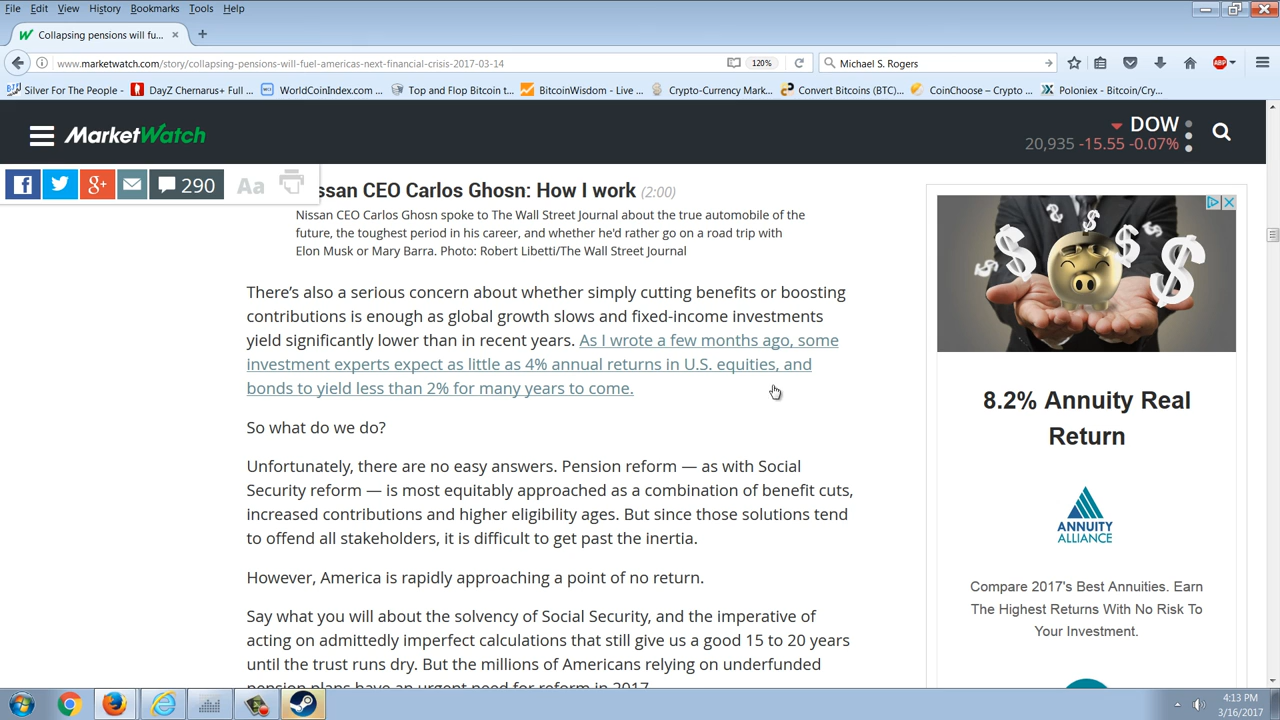 File Edit View History Bookmarks Tools Help
Collapsing pensions will fu... × +
www.marketwatch.com/story/collapsing-pensions-will-fuel-americas-next-financial-crisis-2017-03-14 120% Michael S. Rogers ABP
Silver For The People - ... DayZ Chernarus+ Full ... WorldCoinIndex.com ... Top and Flop Bitcoin t... BitcoinWisdom - Live ... Crypto-Currency Mark... Convert Bitcoins (BTC)... CoinChoose – Crypto ... Poloniex - Bitcoin/Cry...
MarketWatch
DOW
20,935 -15.55 -0.07%
290 Aa
ssan CEO Carlos Ghosn: How I work (2:00)
Nissan CEO Carlos Ghosn spoke to The Wall Street Journal about the true automobile of the
future, the toughest period in his career, and whether he'd rather go on a road trip with
Elon Musk or Mary Barra. Photo: Robert Libetti/The Wall Street Journal
There's also a serious concern about whether simply cutting benefits or boosting
contributions is enough as global growth slows and fixed-income investments
yield significantly lower than in recent years. As I wrote a few months ago, some
investment experts expect as little as 4% annual returns in U.S. equities, and
bonds to yield less than 2% for many years to come.
So what do we do?
Unfortunately, there are no easy answers. Pension reform — as with Social
Security reform — is most equitably approached as a combination of benefit cuts,
increased contributions and higher eligibility ages. But since those solutions tend
to offend all stakeholders, it is difficult to get past the inertia.
However, America is rapidly approaching a point of no return.
Say what you will about the solvency of Social Security, and the imperative of
acting on admittedly imperfect calculations that still give us a good 15 to 20 years
until the trust runs dry. But the millions of Americans relying on underfunded
pension plans have an urgent need for reform in 2017.
8.2% Annuity Real
Return
ANNUITY
ALLIANCE
Compare 2017's Best Annuities. Earn
The Highest Returns With No Risk To
Your Investment.
4:13 PM
3/16/2017